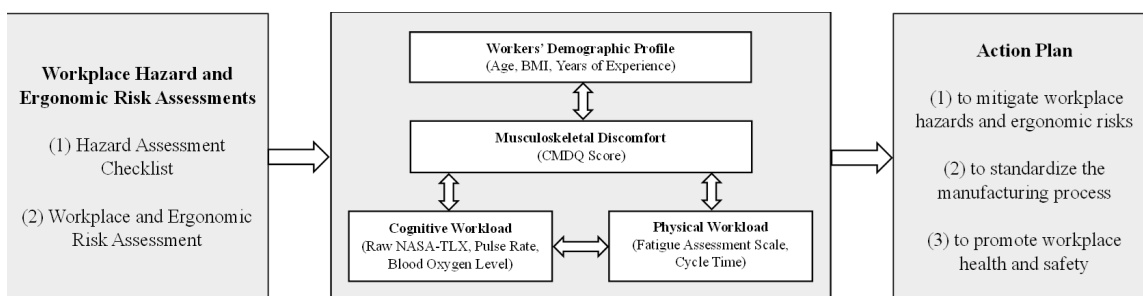 Workplace Hazard and
Ergonomic Risk Assessments
(1) Hazard Assessment
Checklist
(2) Workplace and Ergonomic
Risk Assessment
Workers' Demographic Profile
(Age, BMI, Years of Experience)
Musculoskeletal Discomfort
(CMDQ Score)
Cognitive Workload
(Raw NASA-TLX, Pulse Rate,
Blood Oxygen Level)
Physical Workload
(Fatigue Assessment Scale,
Cycle Time)
Action Plan
(1) to mitigate workplace
hazards and ergonomic risks
(2) to standardize the
manufacturing process
(3) to promote workplace
health and safety